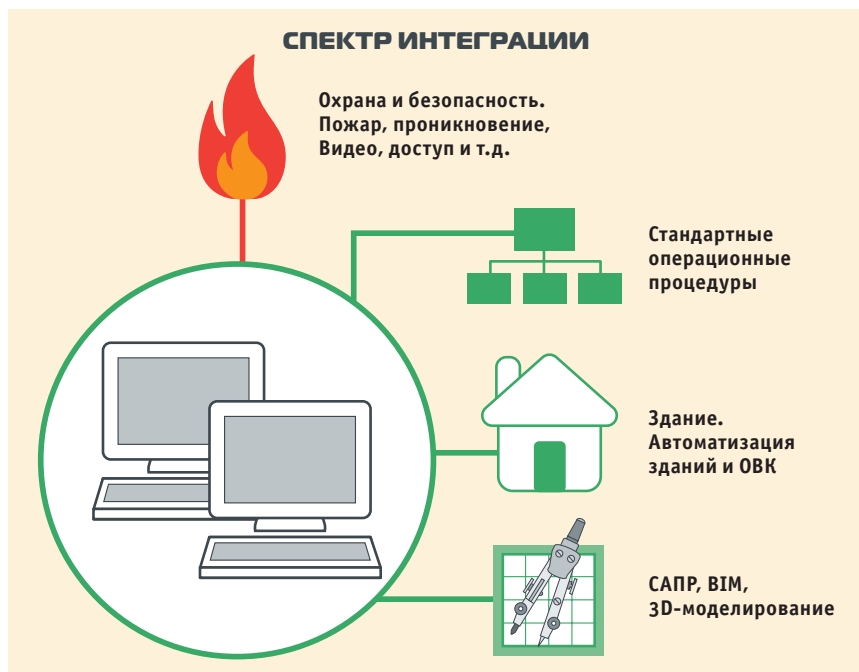 СПЕКТР ИНТЕГРАЦИИ
Охрана и безопасность.
Пожар, проникновение,
Видео, доступ и т.д.
Стандартные
операционные
процедуры
Здание.
Автоматизация
зданий и ОВК
САПР, BIM,
3D-моделирование